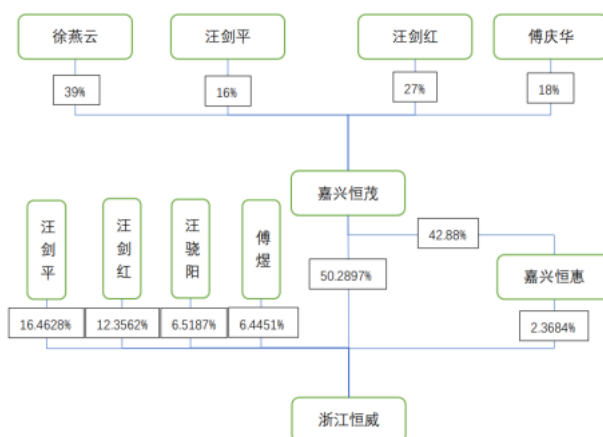 徐燕云
汪剑平
汪剑红
傅庆华
39%
16%
27%
18%
嘉兴恒茂
汪剑平
汪剑红
汪骁阳
傅煜
42.88%
50.2897%
嘉兴恒惠
16.4628%
12.3562%
6.5187%
6.4451%
2.3684%
浙江恒威